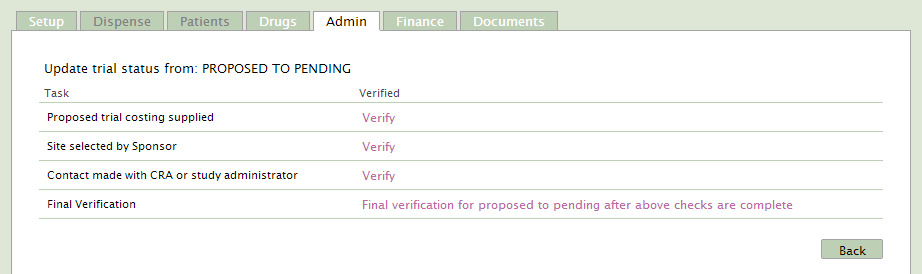 Setup Dispense Patients Drugs Admin Finance Documents
Update trial status from: PROPOSED TO PENDING
Task Verified
Proposed trial costing supplied Verify
Site selected by Sponsor Verify
Contact made with CRA or study administrator Verify
Final Verification Final verification for proposed to pending after above checks are complete
Back